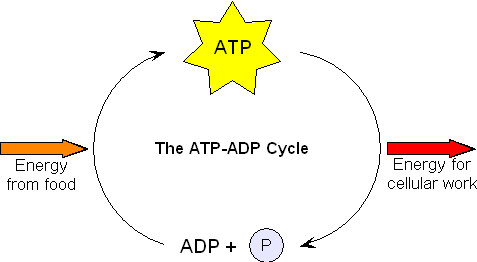 ATP
The ATP-ADP Cycle
Energy
from food
Energy for
cellular work
ADP + P